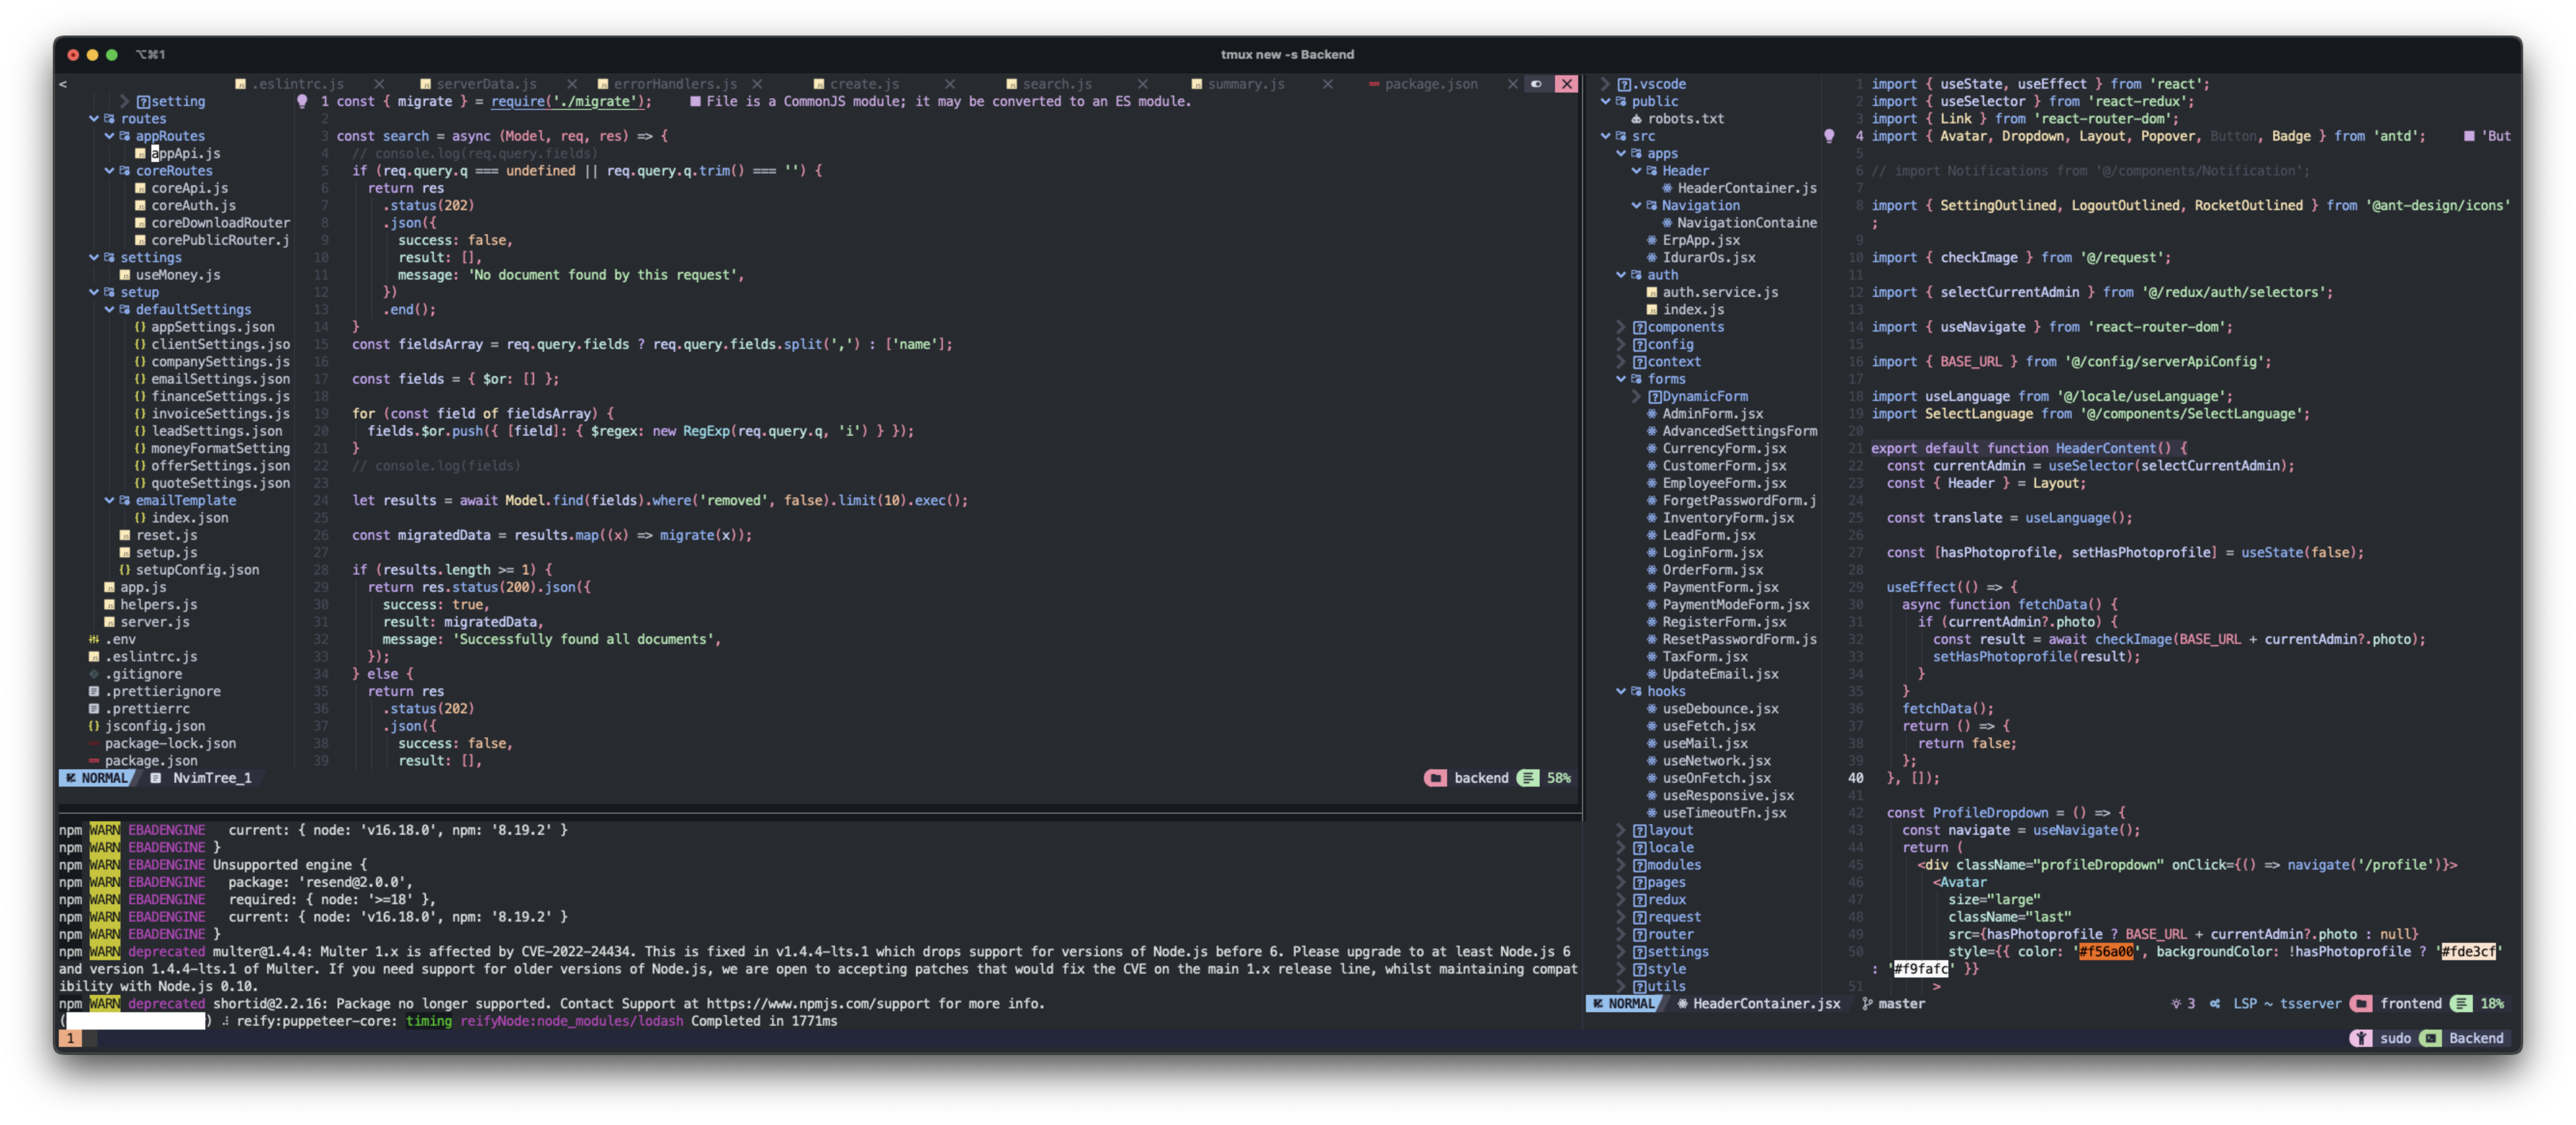 ⌥⌘1
tmux new -s Backend
< .eslintrc.js serverData.js errorHandlers.js create.js search.js summary.js package.json
setting
routes
appRoutes
appApi.js
coreRoutes
coreApi.js
coreAuth.js
coreDownloadRouter
corePublicRouter.j
settings
useMoney.js
setup
defaultSettings
{} appSettings.json
{} clientSettings.jso
{} companySettings.js
{} emailSettings.json
{} financeSettings.js
{} invoiceSettings.js
{} leadSettings.json
{} moneyFormatSetting
{} offerSettings.json
{} quoteSettings.json
emailTemplate
{} index.json
reset.js
setup.js
{} setupConfig.json
app.js
helpers.js
server.js
.env
.eslintrc.js
.gitignore
.prettierignore
.prettierrc
{} jsconfig.json
package-lock.json
package.json
1 const { migrate } = require('./migrate'); File is a CommonJS module; it may be converted to an ES module.
2
3 const search = async (Model, req, res) => {
4 // console.log(req.query.fields)
5 if (req.query.q === undefined || req.query.q.trim() === '') {
6 return res
7 .status(202)
8 .json({
9 success: false,
10 result: [],
11 message: 'No document found by this request',
12 })
13 .end();
14 }
15 const fieldsArray = req.query.fields ? req.query.fields.split(',') : ['name'];
16
17 const fields = { $or: [] };
18
19 for (const field of fieldsArray) {
20 fields.$or.push({ [field]: { $regex: new RegExp(req.query.q, 'i') } });
21 }
22 // console.log(fields)
23
24 let results = await Model.find(fields).where('removed', false).limit(10).exec();
25
26 const migratedData = results.map((x) => migrate(x));
27
28 if (results.length >= 1) {
29 return res.status(200).json({
30 success: true,
31 result: migratedData,
32 message: 'Successfully found all documents',
33 });
34 } else {
35 return res
36 .status(202)
37 .json({
38 success: false,
39 result: [],
NORMAL NvimTree_1 backend 58%
npm WARN EBADENGINE current: { node: 'v16.18.0', npm: '8.19.2' }
npm WARN EBADENGINE }
npm WARN EBADENGINE Unsupported engine {
npm WARN EBADENGINE package: 'resend@2.0.0',
npm WARN EBADENGINE required: { node: '>=18' },
npm WARN EBADENGINE current: { node: 'v16.18.0', npm: '8.19.2' }
npm WARN EBADENGINE }
npm WARN deprecated multer@1.4.4: Multer 1.x is affected by CVE-2022-24434. This is fixed in v1.4.4-lts.1 which drops support for versions of Node.js before 6. Please upgrade to at least Node.js 6
and version 1.4.4-lts.1 of Multer. If you need support for older versions of Node.js, we are open to accepting patches that would fix the CVE on the main 1.x release line, whilst maintaining compat
ibility with Node.js 0.10.
npm WARN deprecated shortid@2.2.16: Package no longer supported. Contact Support at https://www.npmjs.com/support for more info.
( ) ⠼ reify:puppeteer-core: timing reifyNode:node_modules/lodash Completed in 1771ms
.vscode
public
robots.txt
src
apps
Header
HeaderContainer.js
Navigation
NavigationContaine
ErpApp.jsx
IdurarOs.jsx
auth
auth.service.js
index.js
components
config
context
forms
DynamicForm
AdminForm.jsx
AdvancedSettingsForm
CurrencyForm.jsx
CustomerForm.jsx
EmployeeForm.jsx
ForgetPasswordForm.j
InventoryForm.jsx
LeadForm.jsx
LoginForm.jsx
OrderForm.jsx
PaymentForm.jsx
PaymentModeForm.jsx
RegisterForm.jsx
ResetPasswordForm.js
TaxForm.jsx
UpdateEmail.jsx
hooks
useDebounce.jsx
useFetch.jsx
useMail.jsx
useNetwork.jsx
useOnFetch.jsx
useResponsive.jsx
useTimeoutFn.jsx
layout
locale
modules
pages
redux
request
router
settings
style
utils
1 import { useState, useEffect } from 'react';
2 import { useSelector } from 'react-redux';
3 import { Link } from 'react-router-dom';
4 import { Avatar, Dropdown, Layout, Popover, Button, Badge } from 'antd'; 'But
5
6 // import Notifications from '@/components/Notification';
7
8 import { SettingOutlined, LogoutOutlined, RocketOutlined } from '@ant-design/icons'
;
9
10 import { checkImage } from '@/request';
11
12 import { selectCurrentAdmin } from '@/redux/auth/selectors';
13
14 import { useNavigate } from 'react-router-dom';
15
16 import { BASE_URL } from '@/config/serverApiConfig';
17
18 import useLanguage from '@/locale/useLanguage';
19 import SelectLanguage from '@/components/SelectLanguage';
20
21 export default function HeaderContent() {
22 const currentAdmin = useSelector(selectCurrentAdmin);
23 const { Header } = Layout;
24
25 const translate = useLanguage();
26
27 const [hasPhotoprofile, setHasPhotoprofile] = useState(false);
28
29 useEffect(() => {
30 async function fetchData() {
31 if (currentAdmin?.photo) {
32 const result = await checkImage(BASE_URL + currentAdmin?.photo);
33 setHasPhotoprofile(result);
34 }
35 }
36 fetchData();
37 return () => {
38 return false;
39 };
40 }, []);
41
42 const ProfileDropdown = () => {
43 const navigate = useNavigate();
44 return (
45 <div className="profileDropdown" onClick={() => navigate('/profile')}>
46 <Avatar
47 size="large"
48 className="last"
49 src={hasPhotoprofile ? BASE_URL + currentAdmin?.photo : null}
50 style={{ color: '#f56a00', backgroundColor: !hasPhotoprofile ? '#fde3cf'
: '#f9fafc' }}
51 >
NORMAL HeaderContainer.jsx master 3 LSP ~ tsserver frontend 18%
1 sudo Backend